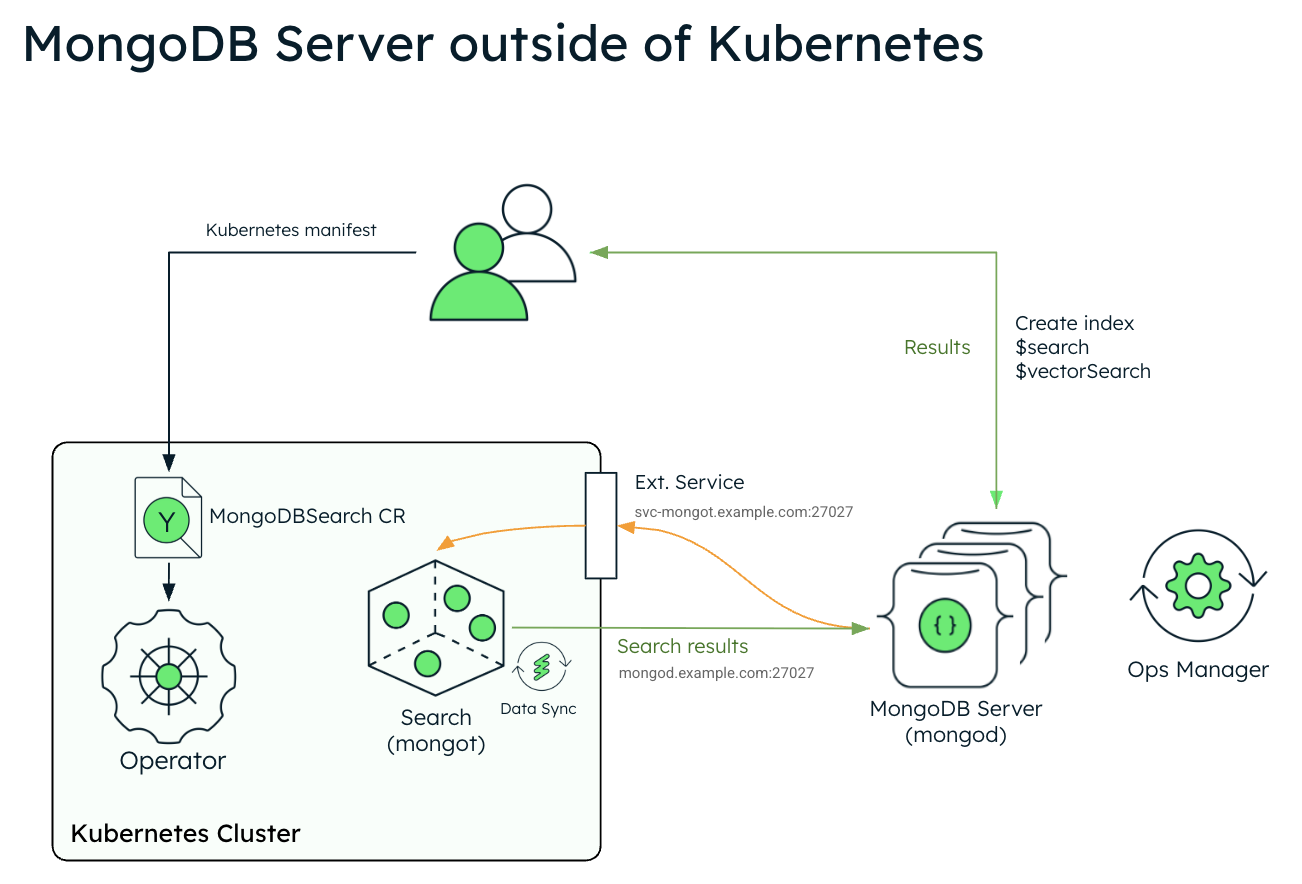 MongoDB Server outside of Kubernetes
Kubernetes manifest
Results
Create index
$search
$vectorSearch
Ext. Service
svc-mongot.example.com:27027
Y
MongoDBSearch CR
Operator
Search
(mongot)
Data Sync
Search results
mongod.example.com:27027
{ }
MongoDB Server
(mongod)
Ops Manager
Kubernetes Cluster